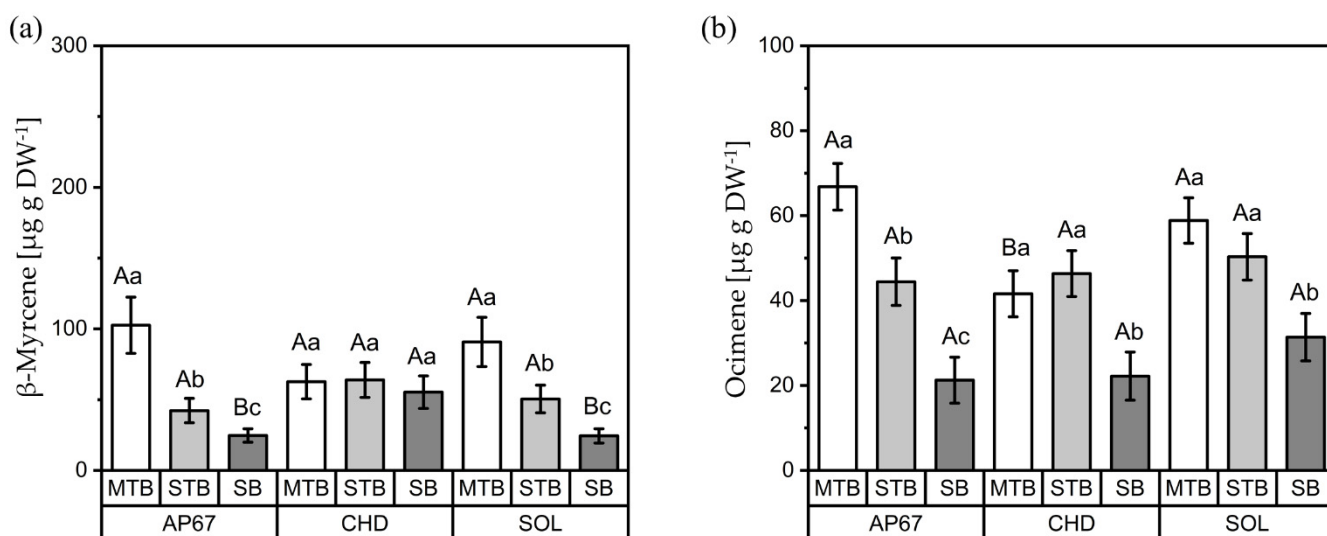 (a)
β-Myrcene [µg g DW⁻¹]
300
200
100
0
Aa
Ab
Bc
Aa
Aa
Aa
Aa
Ab
Bc
MTB STB SB MTB STB SB MTB STB SB
AP67 CHD SOL
(b)
Ocimene [µg g DW⁻¹]
100
80
60
40
20
0
Aa
Ab
Ac
Ba
Aa
Ab
Aa
Aa
Ab
MTB STB SB MTB STB SB MTB STB SB
AP67 CHD SOL